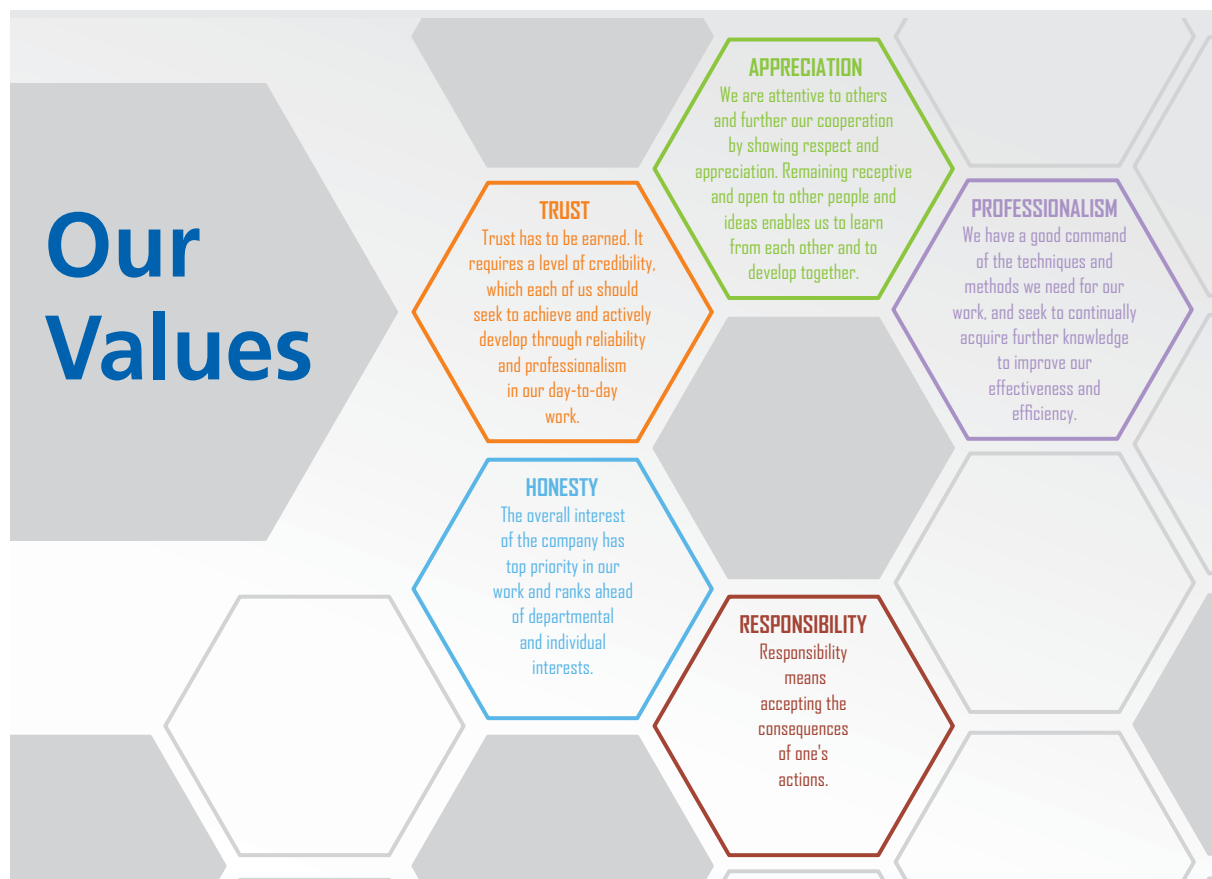 Our
Values
TRUST
Trust has to be earned. It
requires a level of credibility,
which each of us should
seek to achieve and actively
develop through reliability
and professionalism
in our day-to-day
work.
APPRECIATION
We are attentive to others
and further our cooperation
by showing respect and
appreciation. Remaining receptive
and open to other people and
ideas enables us to learn
from each other and to
develop together.
PROFESSIONALISM
We have a good command
of the techniques and
methods we need for our
work, and seek to continually
acquire further knowledge
to improve our
effectiveness and
efficiency.
HONESTY
The overall interest
of the company has
top priority in our
work and ranks ahead
of departmental
and individual
interests.
RESPONSIBILITY
Responsibility
means
accepting the
consequences
of one's
actions.